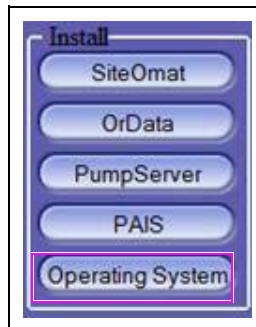 Install
SiteOmat
OrData
PumpServer
PAIS
Operating System